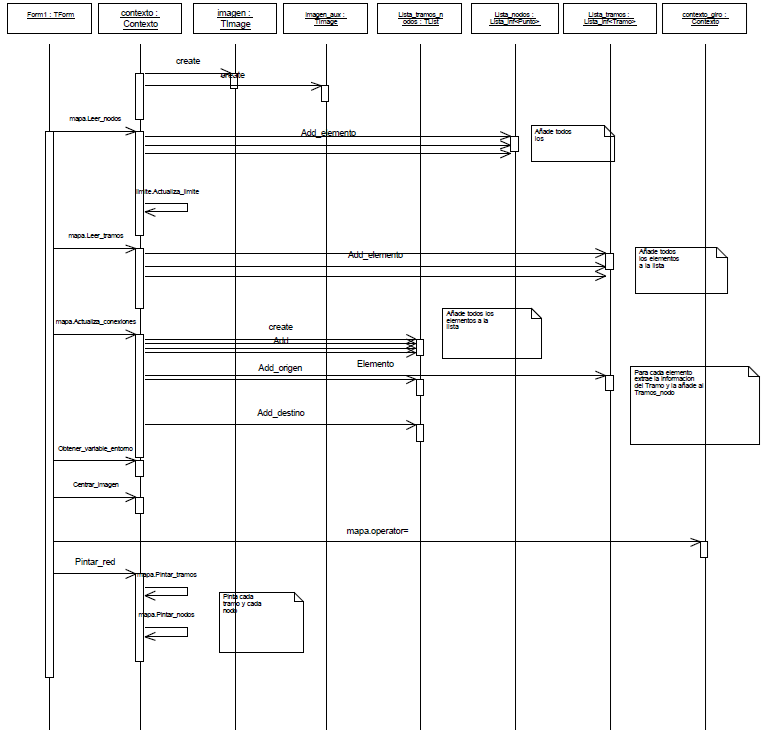 Form1 : TForm
contexto :
Contexto
imagen :
TImage
imagen_aux :
TImage
Lista_tramos_n
odos : TList
Lista_nodos :
Lista_inf<Punto>
Lista_tramos :
Lista_inf<Tramo>
contexto_giro :
Contexto
create
create
mapa.Leer_nodos
Add_elemento
Añade todos
los
limite.Actualiza_limite
mapa.Leer_tramos
Add_elemento
Añade todos
los elementos
a la lista
mapa.Actualiza_conexiones
create
Add
Añade todos los
elementos a la
lista
Elemento
Add_origen
Para cada elemento
extrae la informacion
del Tramo y la añade al
Tramos_nodo
Add_destino
Obtener_variable_entorno
Centrar_imagen
mapa.operator=
Pintar_red
mapa.Pintar_tramos
Pinta cada
tramo y cada
nodo
mapa.Pintar_nodos